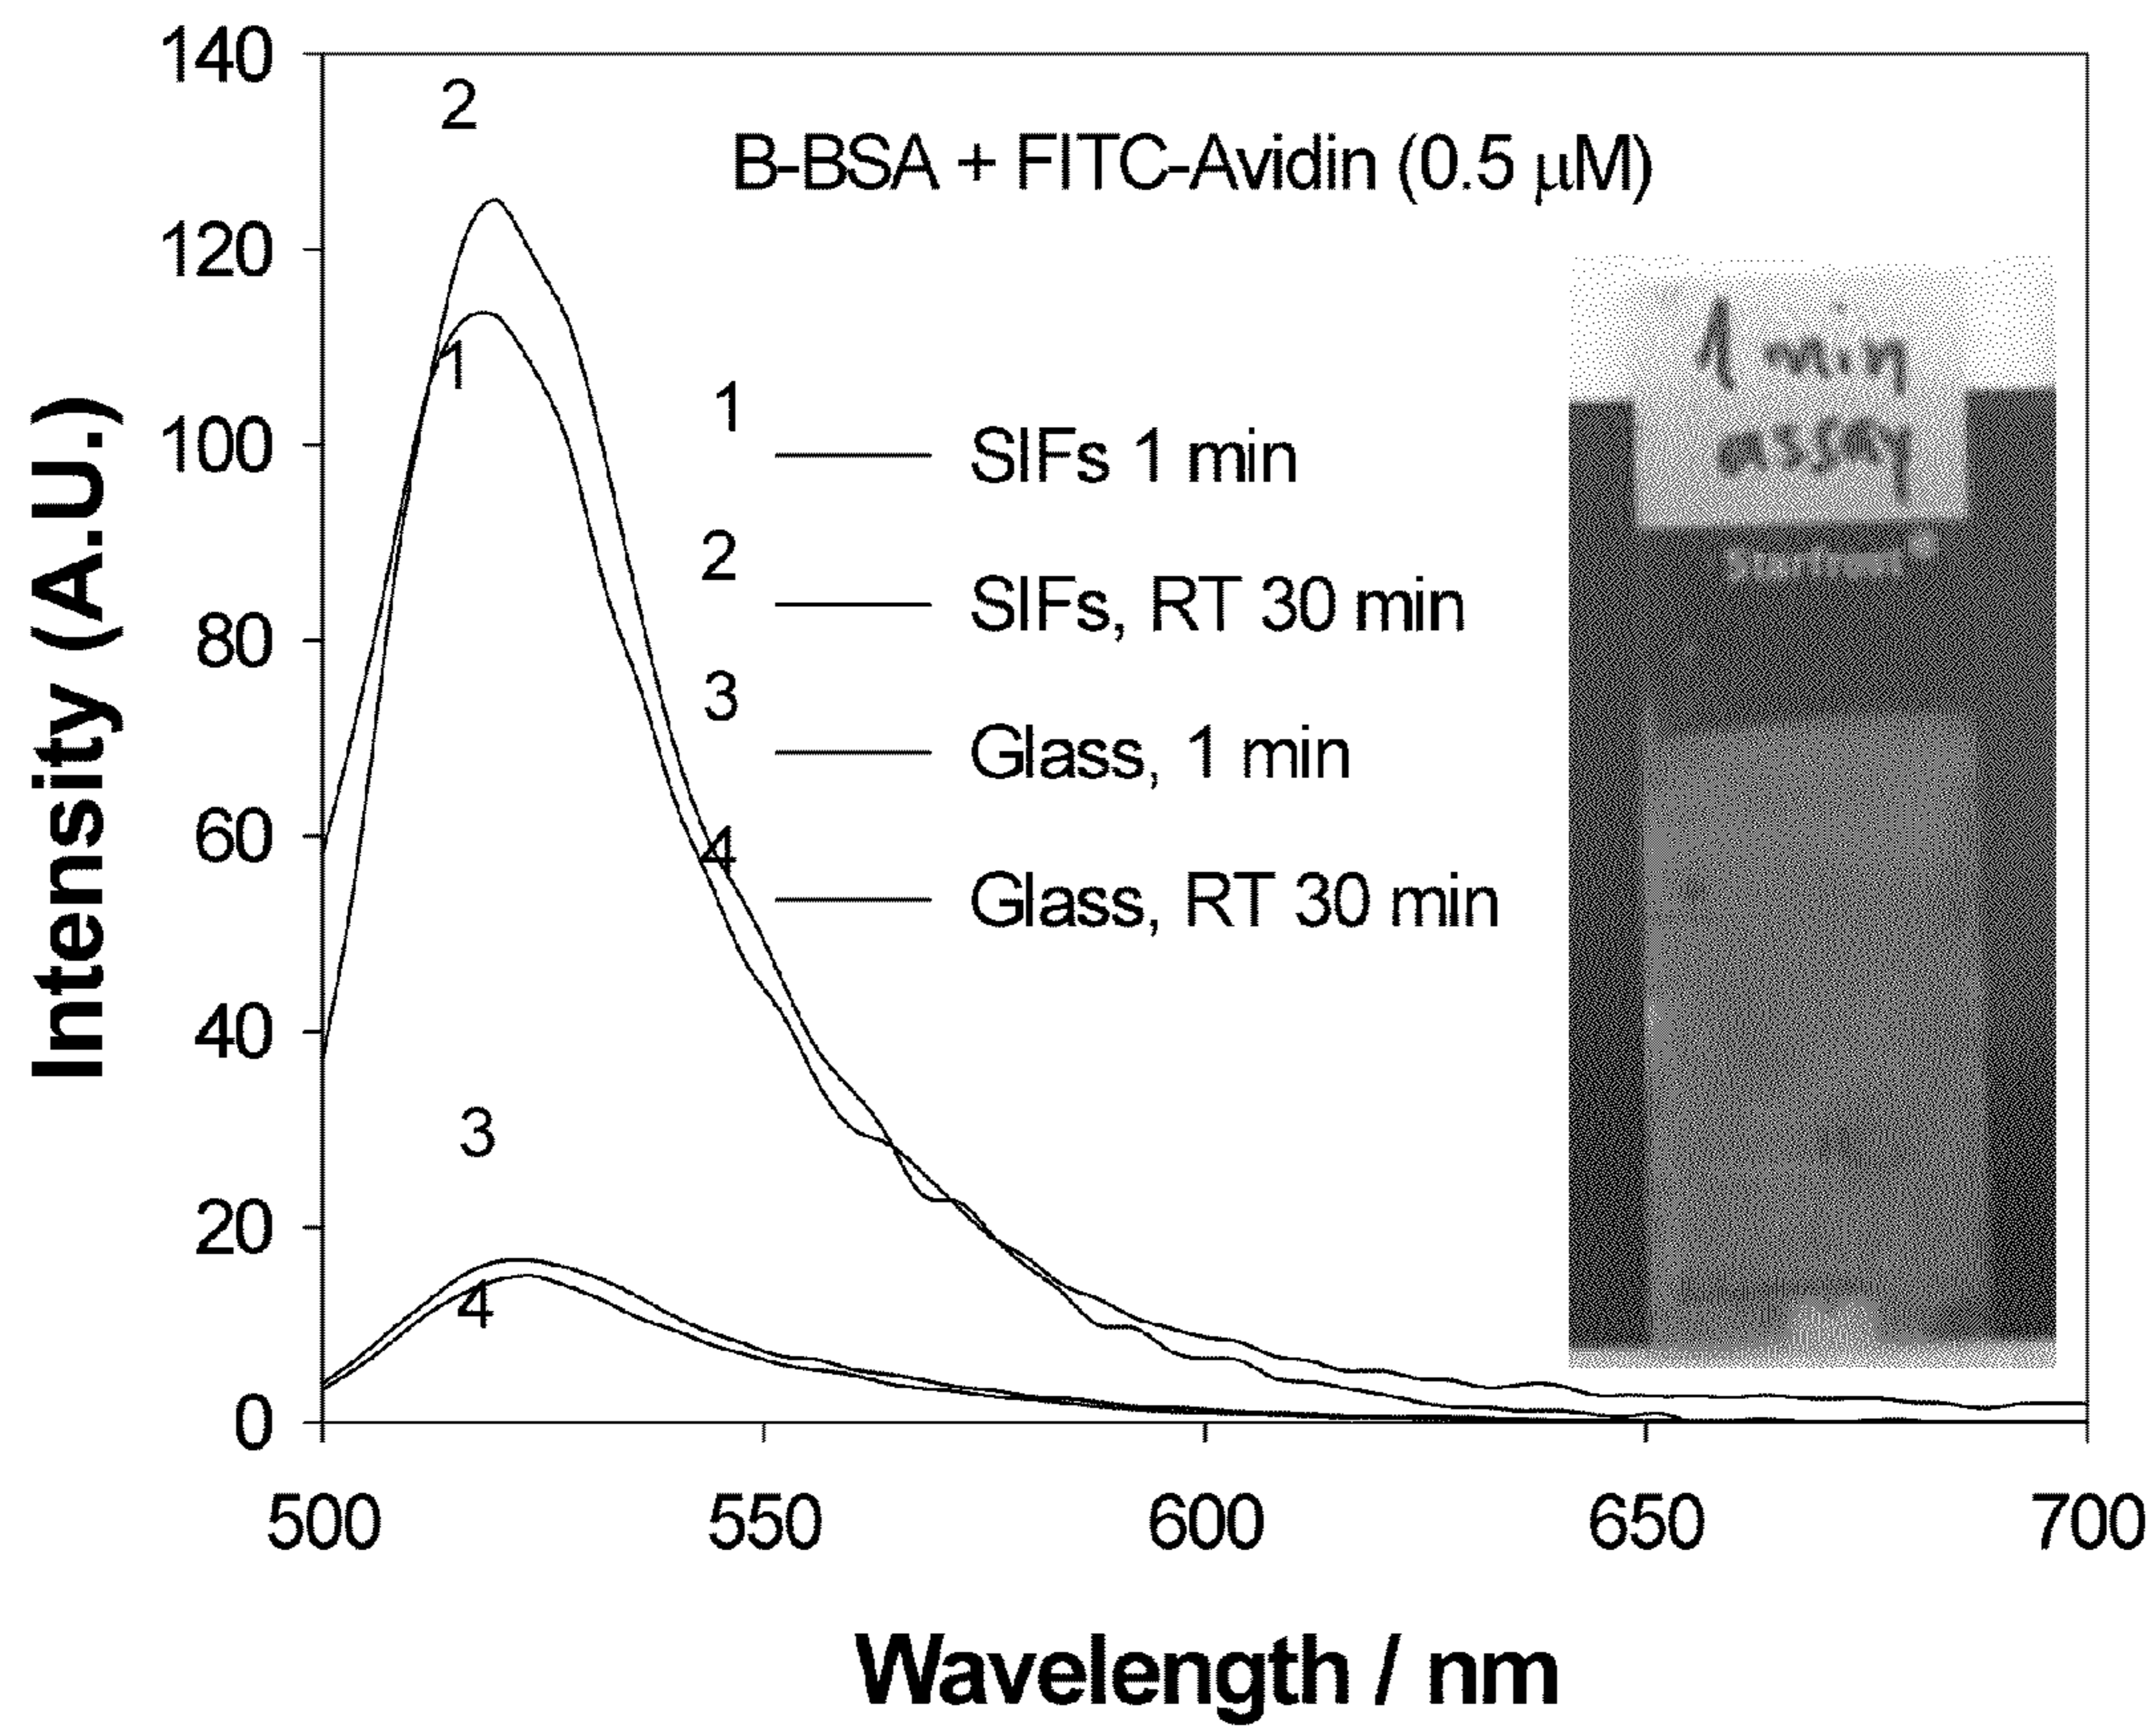 140
120
100
80
60
40
20
0
Intensity (A.U.)
2
1
3
4
B-BSA + FITC-Avidin (0.5 μM)
1
SIFs 1 min
2
SIFs, RT 30 min
3
Glass, 1 min
4
Glass, RT 30 min
1 min
assay
Starfrost®
500 550 600 650 700
Wavelength / nm